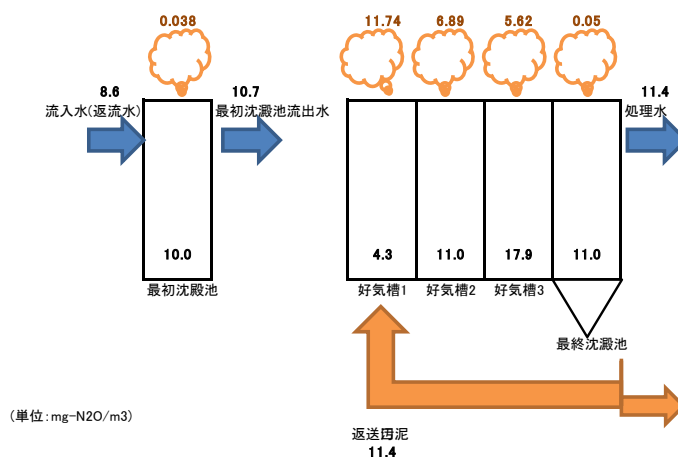 0.038
11.74 6.89 5.62 0.05
8.6 10.7 11.4
流入水(返流水) 最初沈澱池流出水 処理水
10.0 4.3 11.0 17.9 11.0
最初沈殿池 好気槽1 好気槽2 好気槽3
最終沈澱池
(単位:mg-N2O/m3)
返送汚泥
11.4